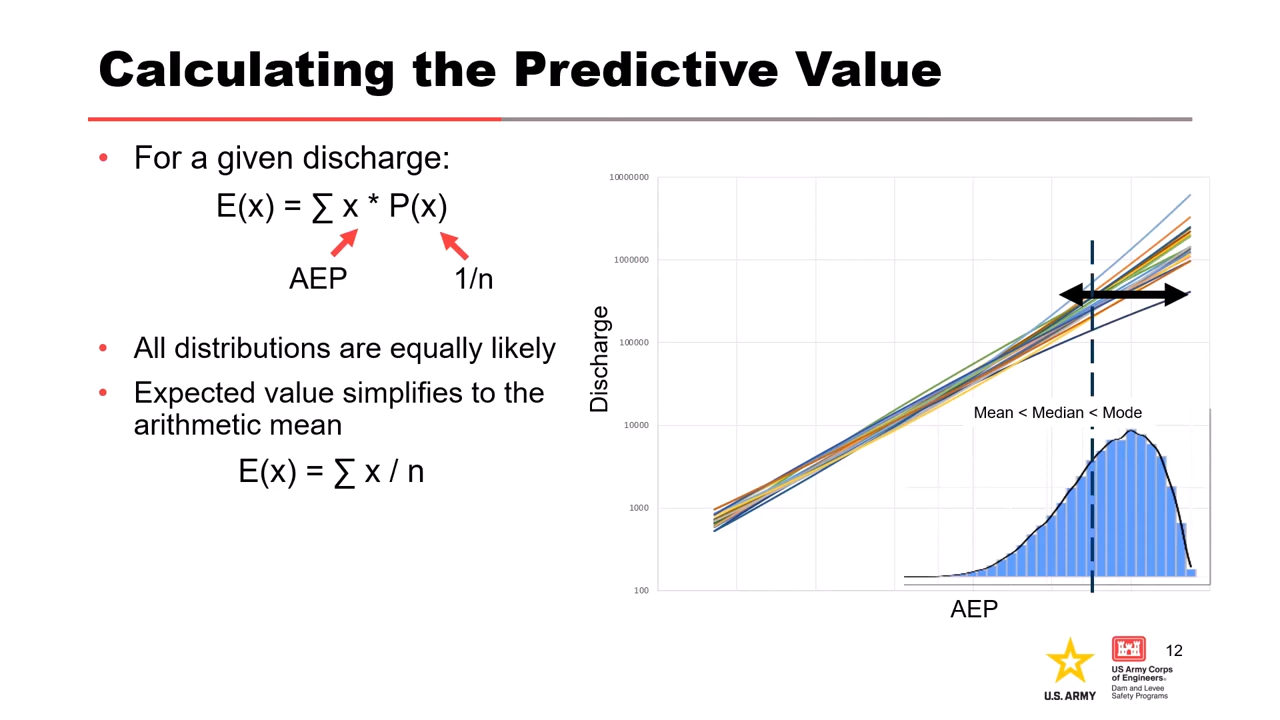 Calculating the Predictive Value
• For a given discharge:
E(x) = ∑ x * P(x)
AEP
1/n
• All distributions are equally likely
• Expected value simplifies to the
arithmetic mean
E(x) = ∑ x / n
Discharge
10000000
1000000
100000
10000
1000
100
Mean < Median < Mode
AEP
U.S. ARMY
US Army Corps
of Engineers®
Dam and Levee
Safety Programs
12